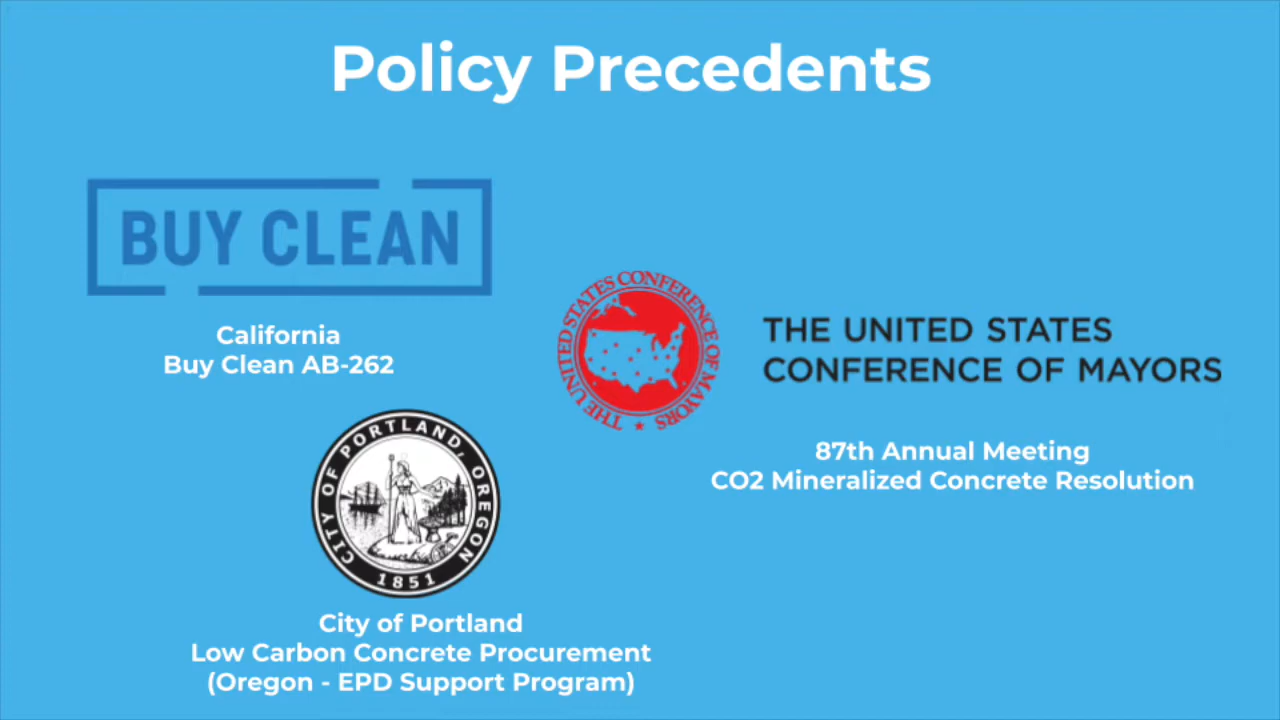 Policy Precedents
BUY CLEAN
California
Buy Clean AB-262
THE UNITED STATES CONFERENCE OF MAYORS
THE UNITED STATES
CONFERENCE OF MAYORS
87th Annual Meeting
CO2 Mineralized Concrete Resolution
CITY OF PORTLAND, OREGON
1851
City of Portland
Low Carbon Concrete Procurement
(Oregon - EPD Support Program)